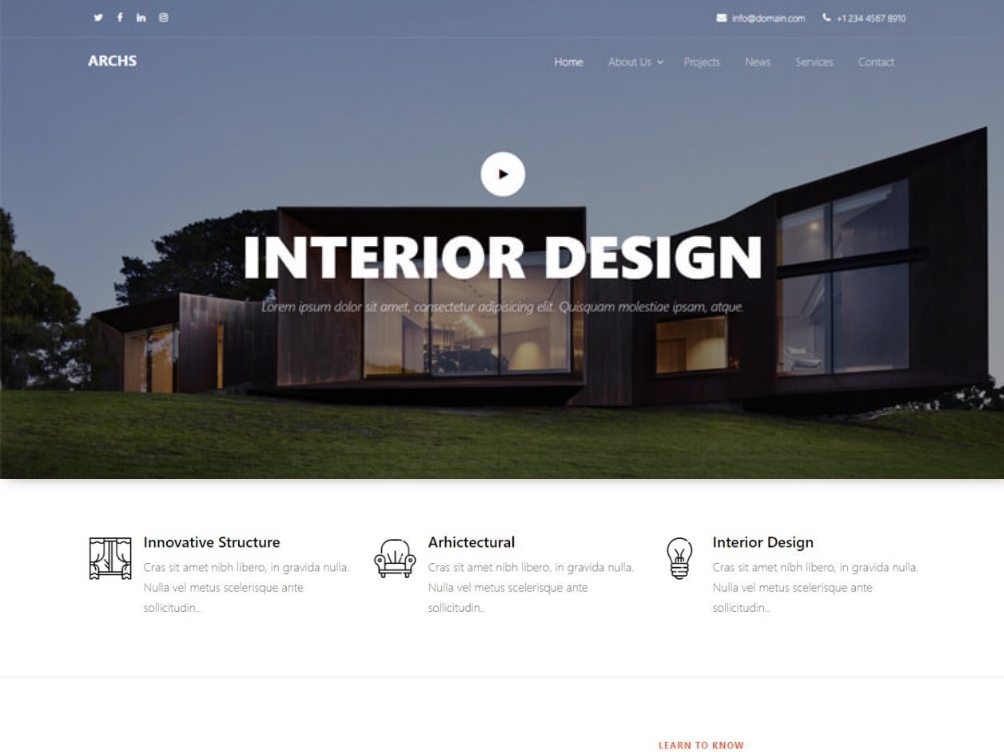 info@domain.com +1 234 4567 8910
ARCHS
Home About Us Projects News Services Contact
INTERIOR DESIGN
Lorem ipsum dolor sit amet, consectetur adipisicing elit. Quisquam molestiae ipsam, atque.
Innovative Structure
Cras sit amet nibh libero, in gravida nulla.
Nulla vel metus scelerisque ante
sollicitudin...
Arhictectural
Cras sit amet nibh libero, in gravida nulla.
Nulla vel metus scelerisque ante
sollicitudin...
Interior Design
Cras sit amet nibh libero, in gravida nulla.
Nulla vel metus scelerisque ante
sollicitudin...
LEARN TO KNOW